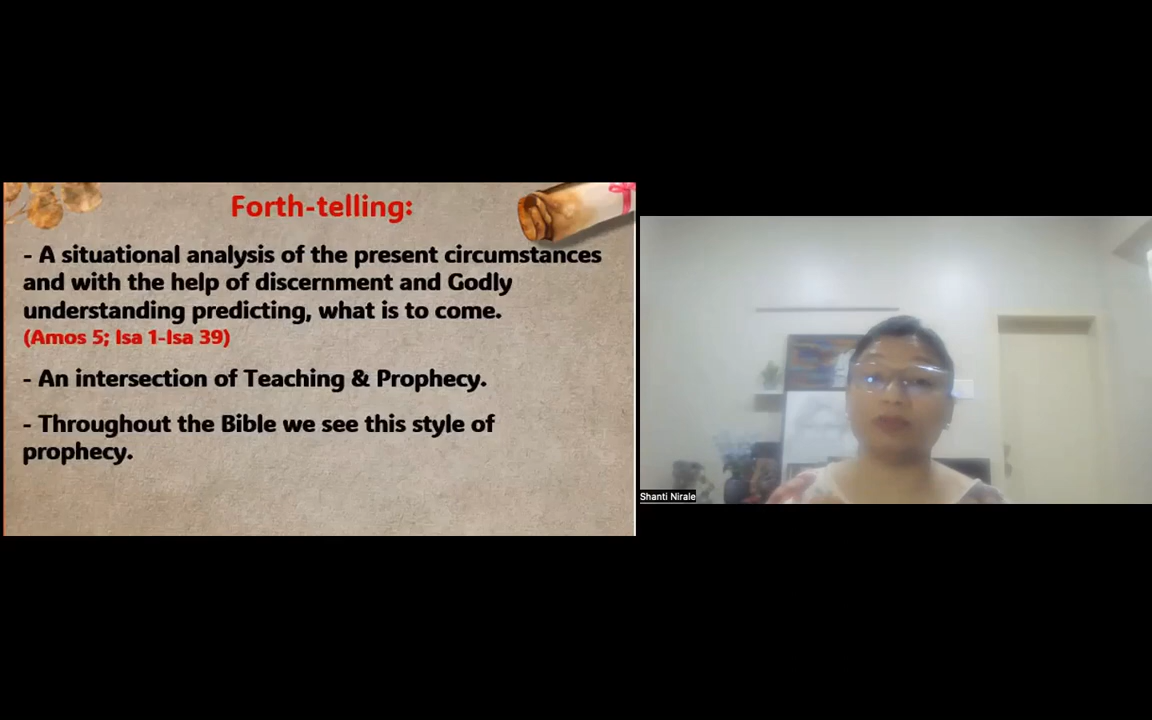 Forth-telling:
- A situational analysis of the present circumstances
and with the help of discernment and Godly
understanding predicting, what is to come.
(Amos 5; Isa 1-Isa 39)
- An intersection of Teaching & Prophecy.
- Throughout the Bible we see this style of
prophecy.
Shanti Nirale